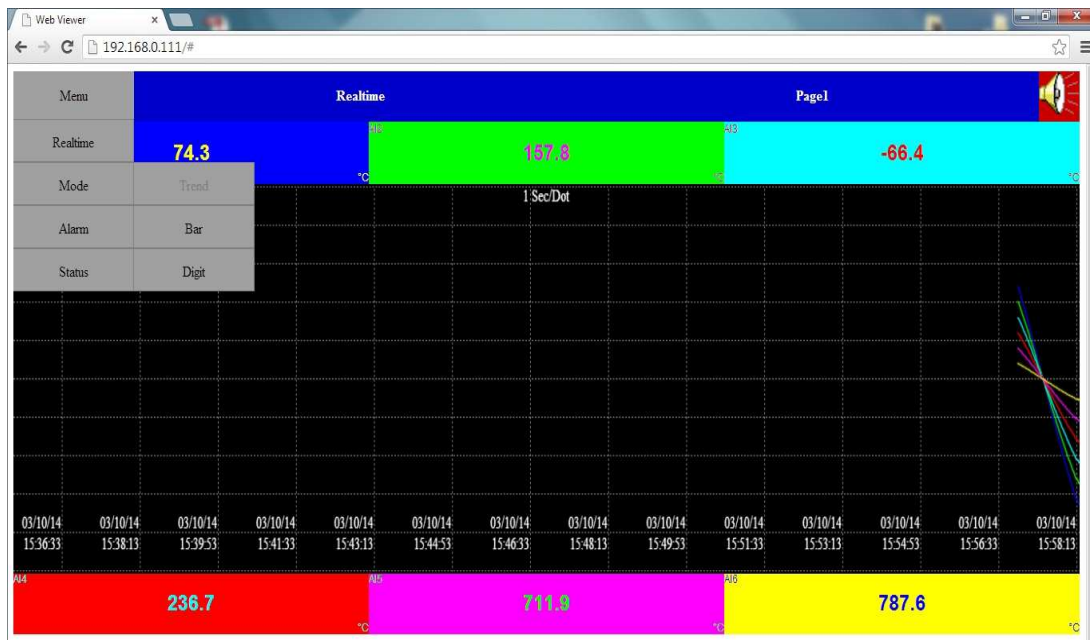 Web Viewer
192.168.0.111/#
Menu Realtime Page1
Realtime
74.3 °C
AI2 157.8 °C
AI3 -66.4 °C
Mode Trend
Alarm Bar
Status Digit
1 Sec/Dot
03/10/14 03/10/14 03/10/14 03/10/14 03/10/14 03/10/14 03/10/14 03/10/14 03/10/14 03/10/14 03/10/14 03/10/14 03/10/14 03/10/14
15:36:33 15:38:13 15:39:53 15:41:33 15:43:13 15:44:53 15:46:33 15:48:13 15:49:53 15:51:33 15:53:13 15:54:53 15:56:33 15:58:13
AI4 236.7 °C
AI5 711.9 °C
AI6 787.6 °C